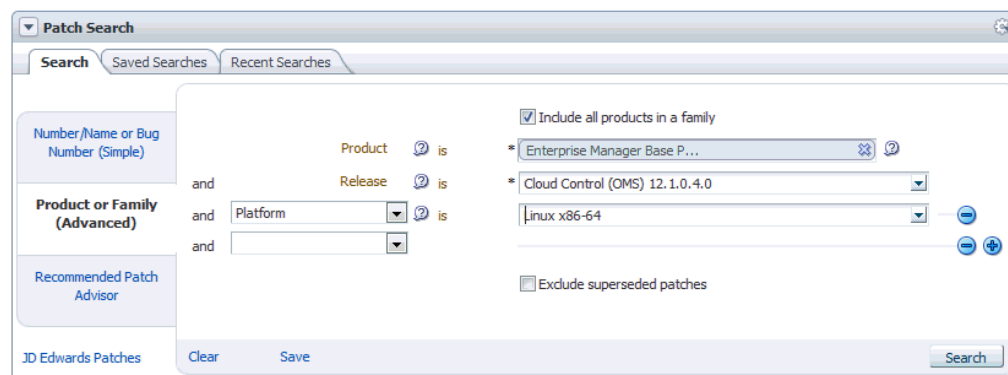 Patch Search
Search Saved Searches Recent Searches
Include all products in a family
Number/Name or Bug
Number (Simple)
Product is * Enterprise Manager Base P...
and Release is * Cloud Control (OMS) 12.1.0.4.0
Product or Family
(Advanced)
and Platform is Linux x86-64
and
Recommended Patch
Advisor
Exclude superseded patches
JD Edwards Patches Clear Save Search